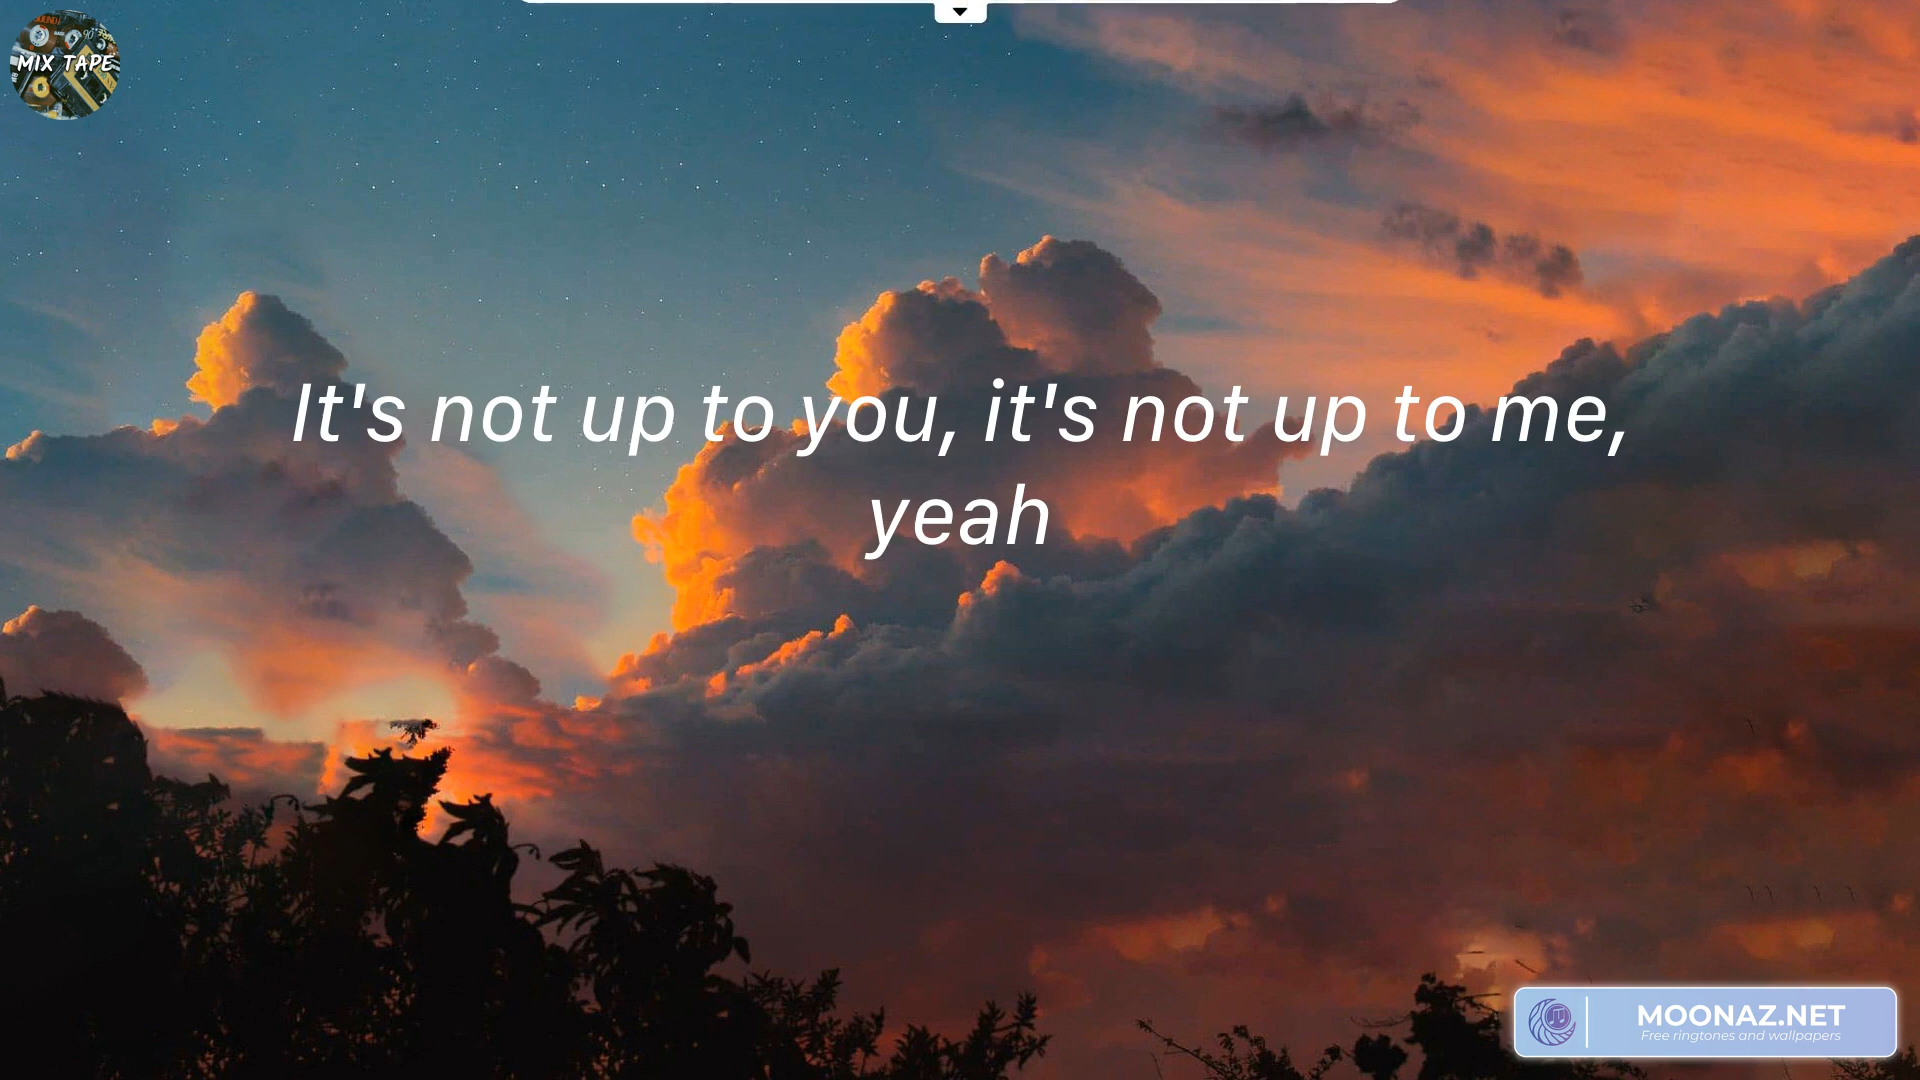 MIX TAPE
It's not up to you, it's not up to me,
yeah
MOONAZ.NET
Free ringtones and wallpapers